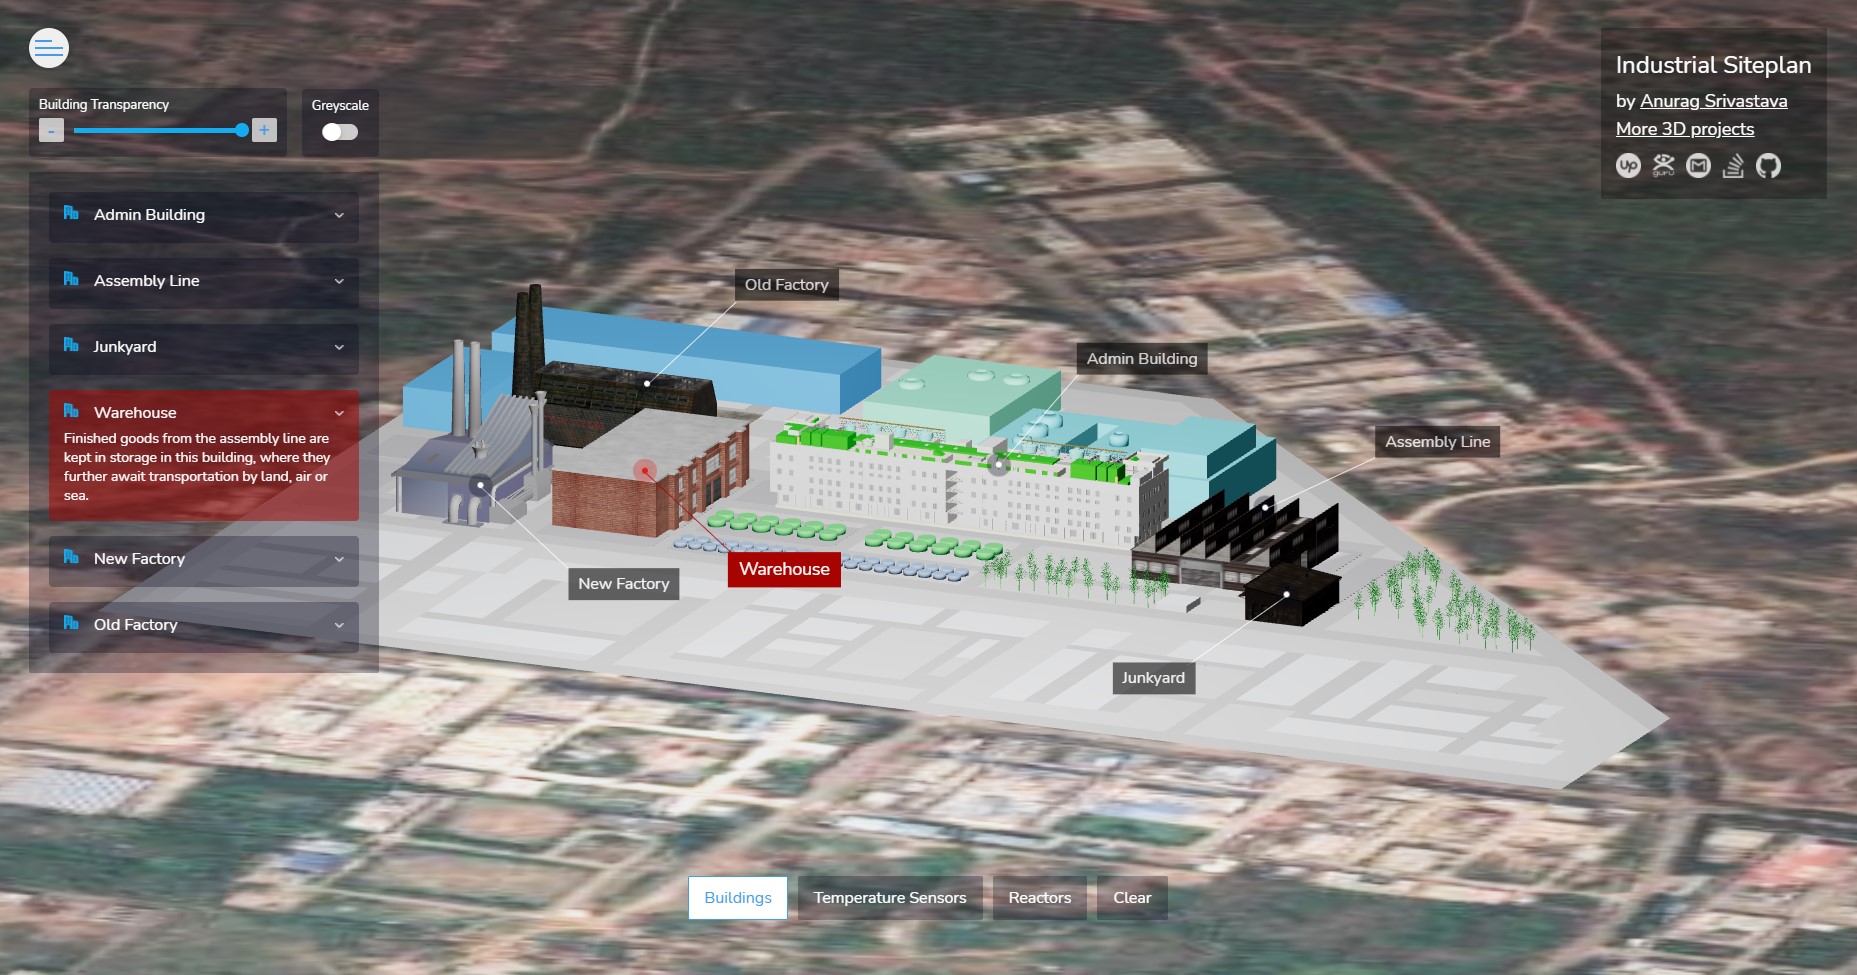 Industrial Siteplan
by Anurag Srivastava
More 3D projects
up
guru
Building Transparency
-
+
Greyscale
Admin Building
Assembly Line
Junkyard
Warehouse
Finished goods from the assembly line are
kept in storage in this building, where they
further await transportation by land, air or
sea.
New Factory
Old Factory
Old Factory
Admin Building
Assembly Line
Warehouse
New Factory
Junkyard
Buildings
Temperature Sensors
Reactors
Clear